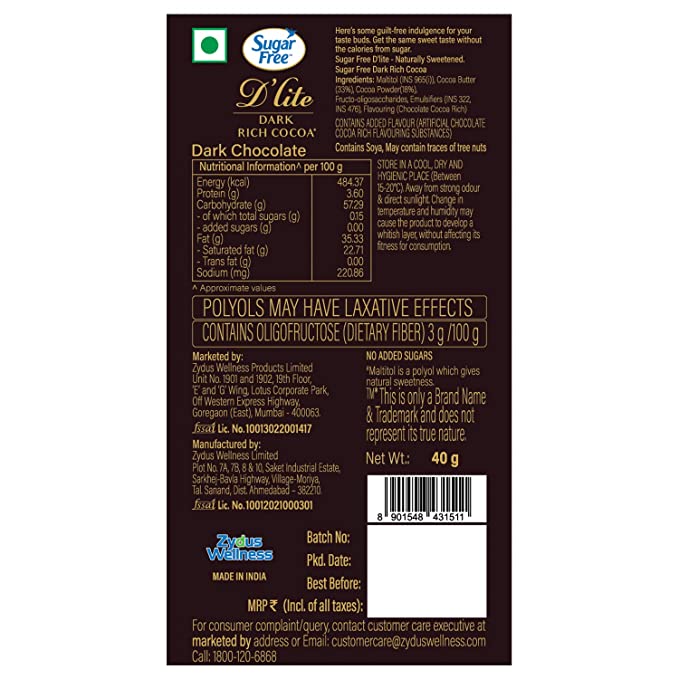 Sugar
Free™
D'lite
DARK
RICH COCOA*
Dark Chocolate
Nutritional Information^ per 100 g
Energy (kcal) 484.37
Protein (g) 3.60
Carbohydrate (g) 57.29
- of which total sugars (g) 0.15
- added sugars (g) 0.00
Fat (g) 35.33
- Saturated fat (g) 22.71
- Trans fat (g) 0.00
Sodium (mg) 220.86
^ Approximate values
Here's some guilt-free indulgence for your
taste buds. Get the same sweet taste without
the calories from sugar.
Sugar Free D'lite - Naturally Sweetened.
Sugar Free Dark Rich Cocoa
Ingredients: Maltitol (INS 965(i)), Cocoa Butter
(33%), Cocoa Powder(18%),
Fructo-oligosaccharides, Emulsifiers (INS 322,
INS 476), Flavouring (Chocolate Cocoa Rich)
CONTAINS ADDED FLAVOUR (ARTIFICIAL CHOCOLATE
COCOA RICH FLAVOURING SUBSTANCES)
Contains Soya, May contain traces of tree nuts
STORE IN A COOL, DRY AND
HYGIENIC PLACE (Between
15-20°C). Away from strong odour
& direct sunlight. Change in
temperature and humidity may
cause the product to develop a
whitish layer, without affecting its
fitness for consumption.
POLYOLS MAY HAVE LAXATIVE EFFECTS
CONTAINS OLIGOFRUCTOSE (DIETARY FIBER) 3 g /100 g
Marketed by:
Zydus Wellness Products Limited
Unit No. 1901 and 1902, 19th Floor,
'E' and 'G' Wing, Lotus Corporate Park,
Off Western Express Highway,
Goregaon (East), Mumbai - 400063.
fssai Lic. No.10013022001417
Manufactured by:
Zydus Wellness Limited
Plot No. 7A, 7B, 8 & 10, Saket Industrial Estate,
Sarkhej-Bavla Highway, Village-Moriya,
Tal. Sanand, Dist. Ahmedabad – 382210.
fssai Lic. No.10012021000301
NO ADDED SUGARS
*Maltitol is a polyol which gives
natural sweetness.
™* This is only a Brand Name
& Trademark and does not
represent its true nature.
Net Wt.: 40 g
8 901548 431511
Zydus
Wellness
MADE IN INDIA
Batch No:
Pkd. Date:
Best Before:
MRP ₹ (Incl. of all taxes):
For consumer complaint/query, contact customer care executive at
marketed by address or Email: customercare@zyduswellness.com
Call: 1800-120-6868